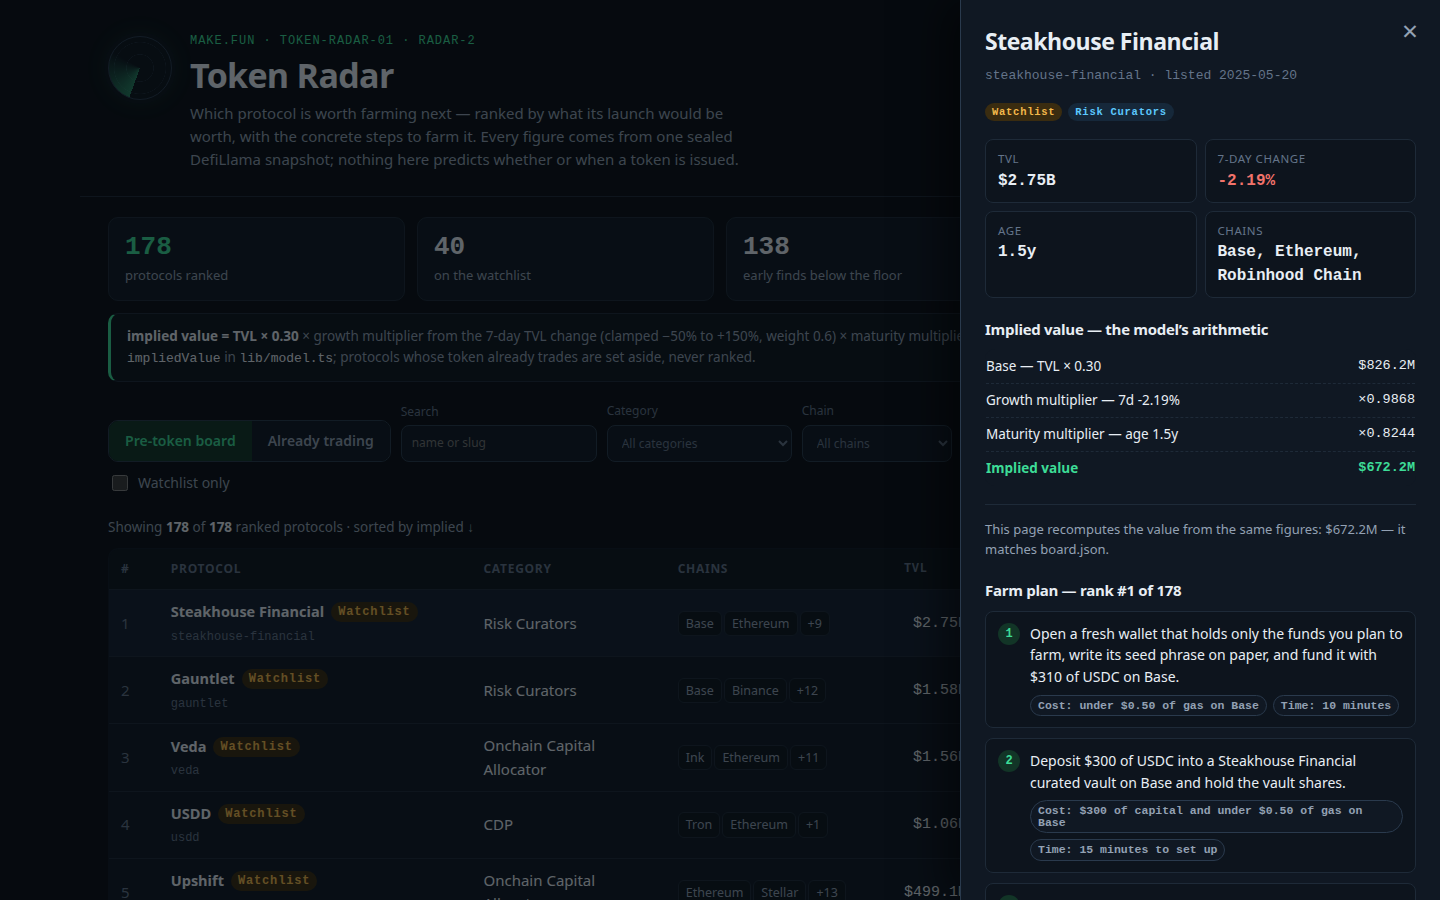 MAKE.FUN · TOKEN-RADAR-01 · RADAR-2
Token Radar
Which protocol is worth farming next — ranked by what its launch would be
worth, with the concrete steps to farm it. Every figure comes from one sealed
DefiLlama snapshot; nothing here predicts whether or when a token is issued.
178
protocols ranked
40
on the watchlist
138
early finds below the floor
implied value = TVL × 0.30 × growth multiplier from the 7-day TVL change (clamped −50% to +150%, weight 0.6) × maturity multiplie
impliedValue in lib/model.ts; protocols whose token already trades are set aside, never ranked.
Pre-token board
Already trading
Search
name or slug
Category
All categories
Chain
All chains
Watchlist only
Showing 178 of 178 ranked protocols · sorted by implied ↓
# PROTOCOL CATEGORY CHAINS TVL
1 Steakhouse Financial Watchlist Risk Curators Base Ethereum +9 $2.75
steakhouse-financial
2 Gauntlet Watchlist Risk Curators Base Binance +12 $1.58
gauntlet
3 Veda Watchlist Onchain Capital Allocator Ink Ethereum +11 $1.56
veda
4 USDD Watchlist CDP Tron Ethereum +1 $1.06
usdd
5 Upshift Watchlist Onchain Capital Ethereum Stellar +13 $499.1
Steakhouse Financial
✕
steakhouse-financial · listed 2025-05-20
Watchlist Risk Curators
TVL
$2.75B
7-DAY CHANGE
-2.19%
AGE
1.5y
CHAINS
Base, Ethereum,
Robinhood Chain
Implied value — the model’s arithmetic
Base — TVL × 0.30 $826.2M
Growth multiplier — 7d -2.19% ×0.9868
Maturity multiplier — age 1.5y ×0.8244
Implied value $672.2M
This page recomputes the value from the same figures: $672.2M — it
matches board.json.
Farm plan — rank #1 of 178
1 Open a fresh wallet that holds only the funds you plan to
farm, write its seed phrase on paper, and fund it with
$310 of USDC on Base.
Cost: under $0.50 of gas on Base Time: 10 minutes
2 Deposit $300 of USDC into a Steakhouse Financial
curated vault on Base and hold the vault shares.
Cost: $300 of capital and under $0.50 of gas on
Base
Time: 15 minutes to set up